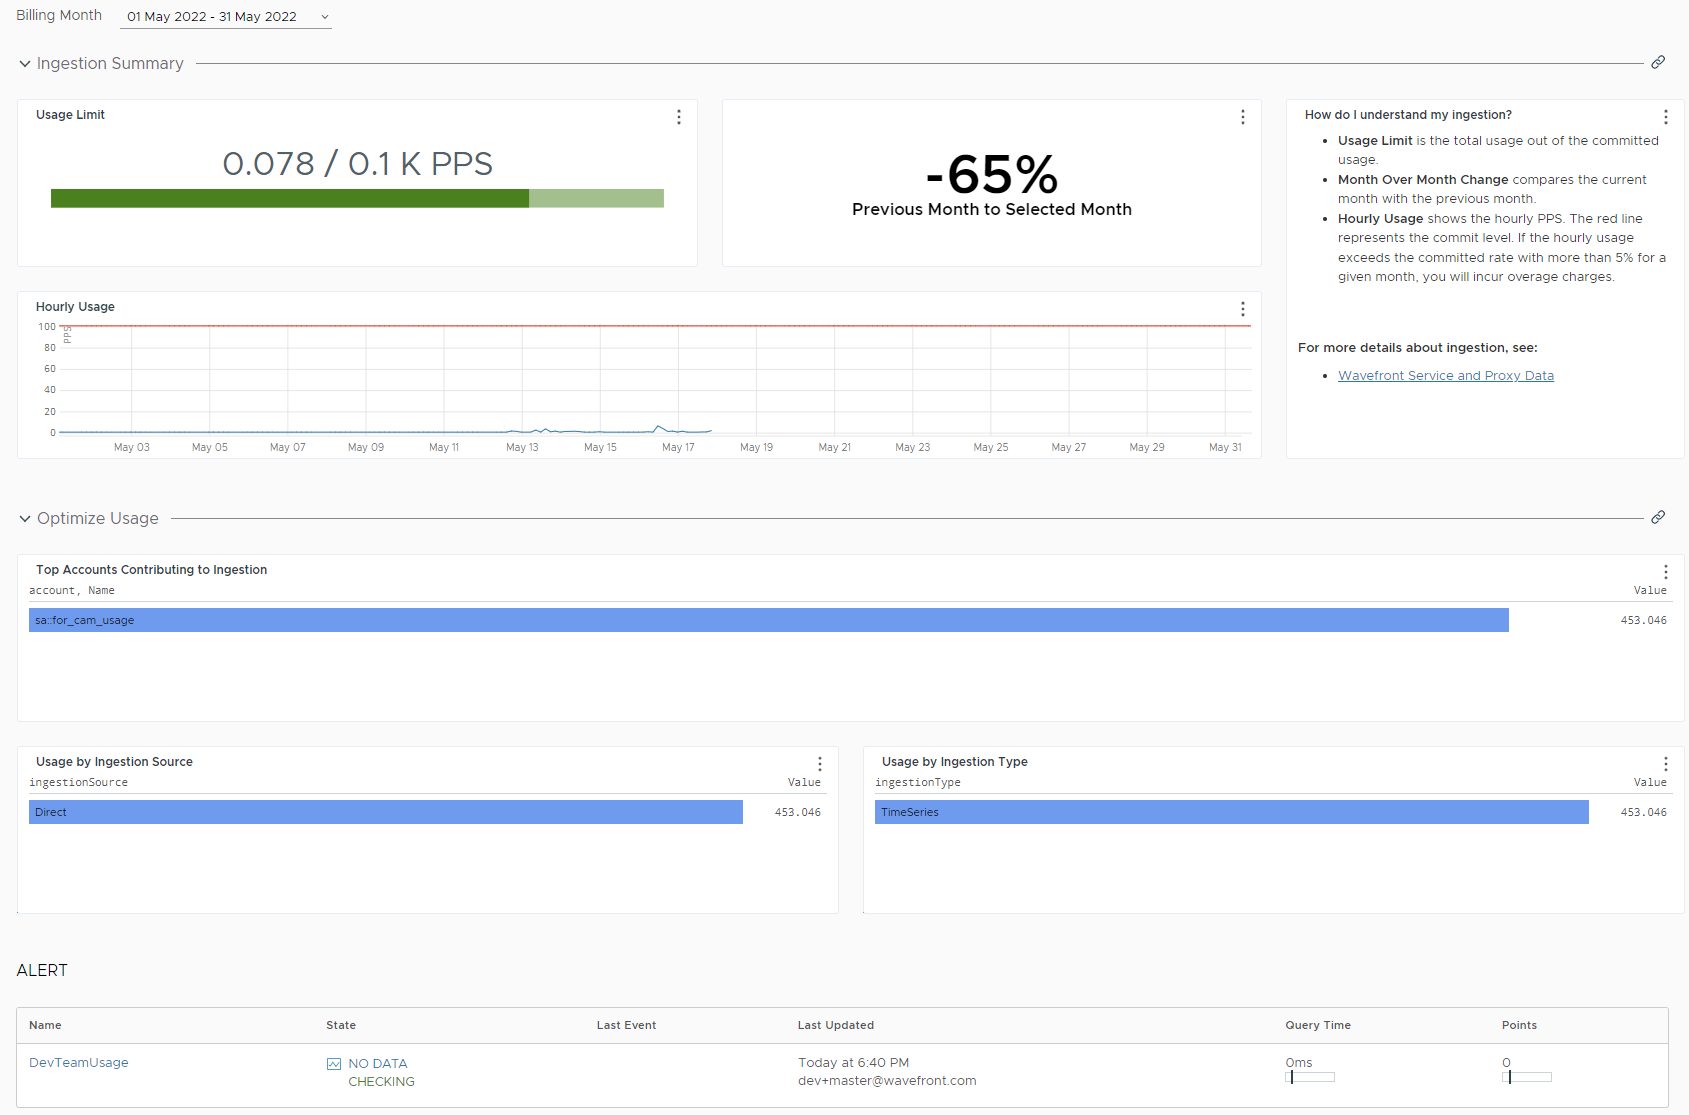 Billing Month 01 May 2022 - 31 May 2022
Ingestion Summary
Usage Limit
0.078 / 0.1 K PPS
-65%
Previous Month to Selected Month
How do I understand my ingestion?
• Usage Limit is the total usage out of the committed
usage.
• Month Over Month Change compares the current
month with the previous month.
• Hourly Usage shows the hourly PPS. The red line
represents the commit level. If the hourly usage
exceeds the committed rate with more than 5% for a
given month, you will incur overage charges.
For more details about ingestion, see:
• Wavefront Service and Proxy Data
Hourly Usage
PPS
100
80
60
40
20
0
May 03 May 05 May 07 May 09 May 11 May 13 May 15 May 17 May 19 May 21 May 23 May 25 May 27 May 29 May 31
Optimize Usage
Top Accounts Contributing to Ingestion
account, Name Value
sa::for_cam_usage 453.046
Usage by Ingestion Source
ingestionSource Value
Direct 453.046
Usage by Ingestion Type
ingestionType Value
TimeSeries 453.046
ALERT
Name State Last Event Last Updated Query Time Points
DevTeamUsage NO DATA Today at 6:40 PM 0ms 0
CHECKING dev+master@wavefront.com